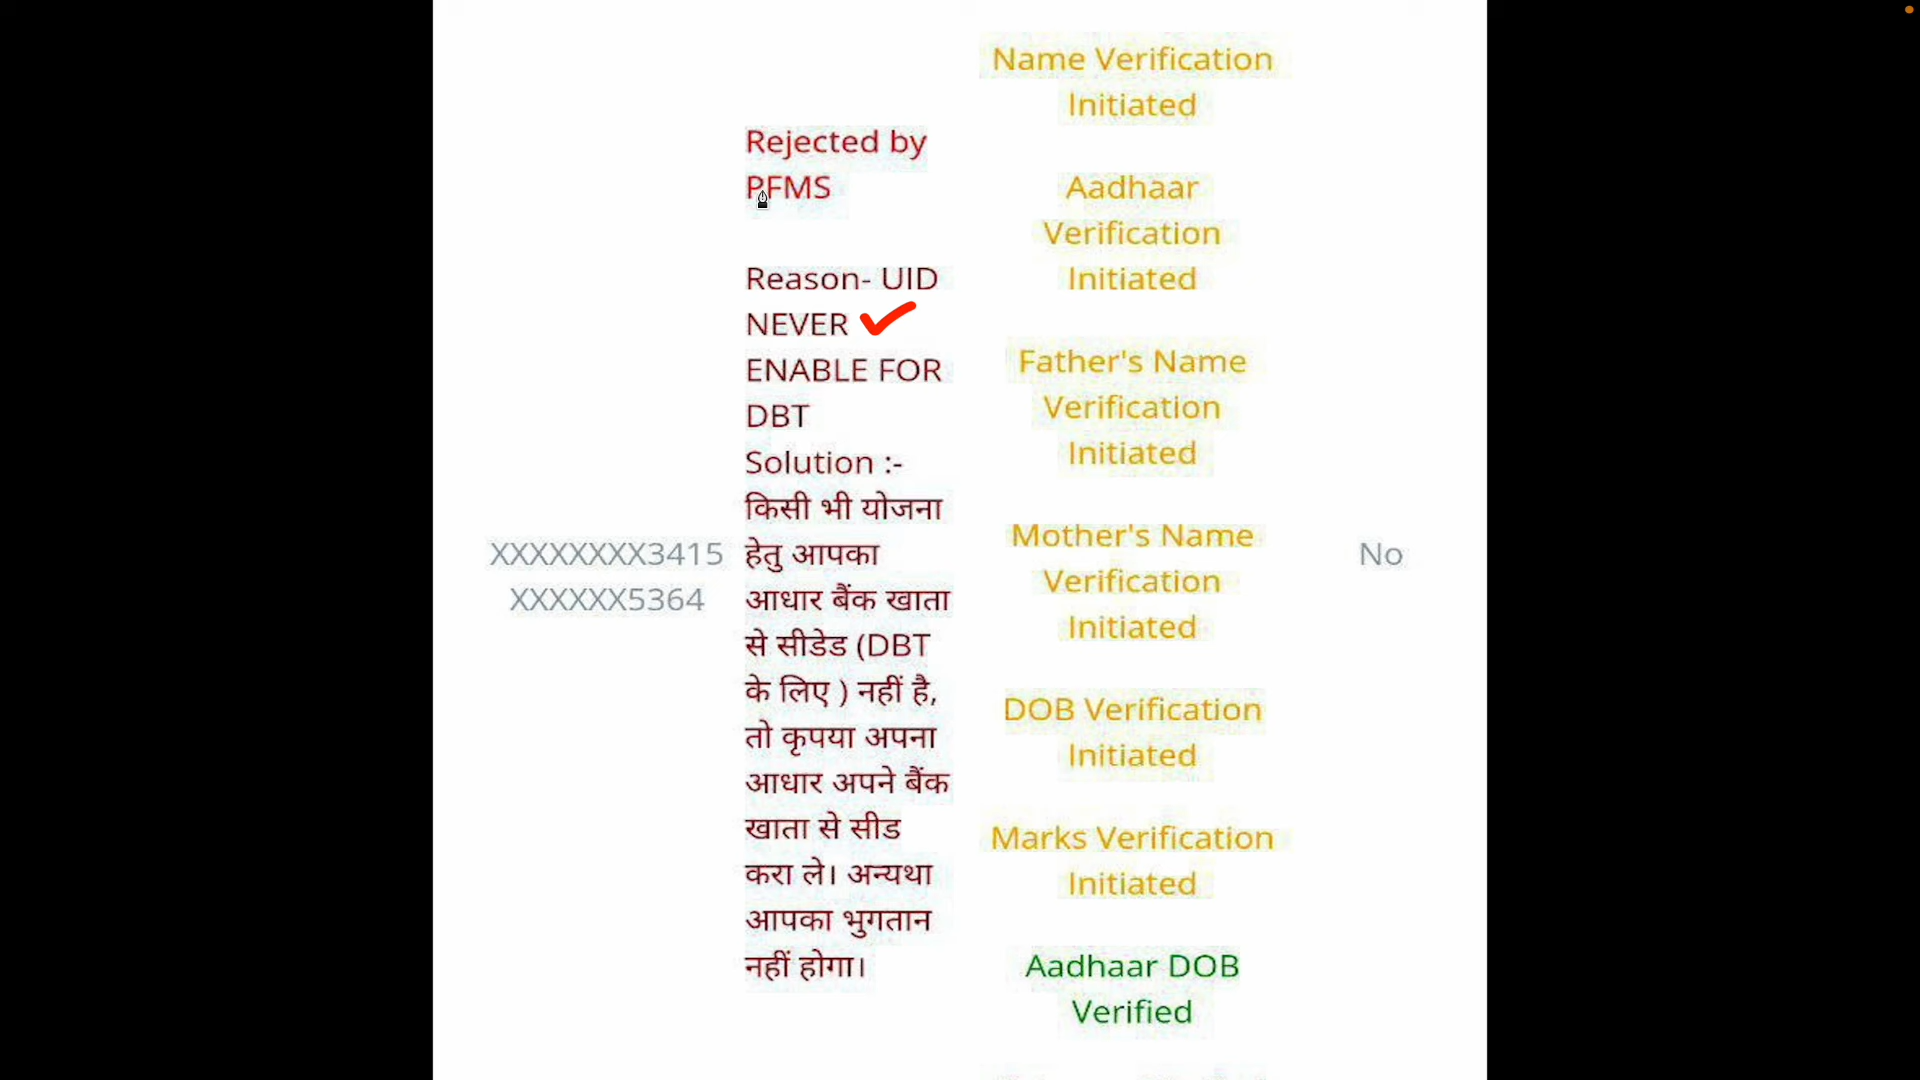 XXXXXXXX3415
XXXXXX5364
Rejected by
PFMS
Reason- UID
NEVER
ENABLE FOR
DBT
Solution :-
किसी भी योजना
हेतु आपका
आधार बैंक खाता
से सीडेड (DBT
के लिए ) नहीं है,
तो कृपया अपना
आधार अपने बैंक
खाता से सीड
करा ले। अन्यथा
आपका भुगतान
नहीं होगा।
Name Verification
Initiated
Aadhaar
Verification
Initiated
Father's Name
Verification
Initiated
Mother's Name
Verification
Initiated
DOB Verification
Initiated
Marks Verification
Initiated
Aadhaar DOB
Verified
No